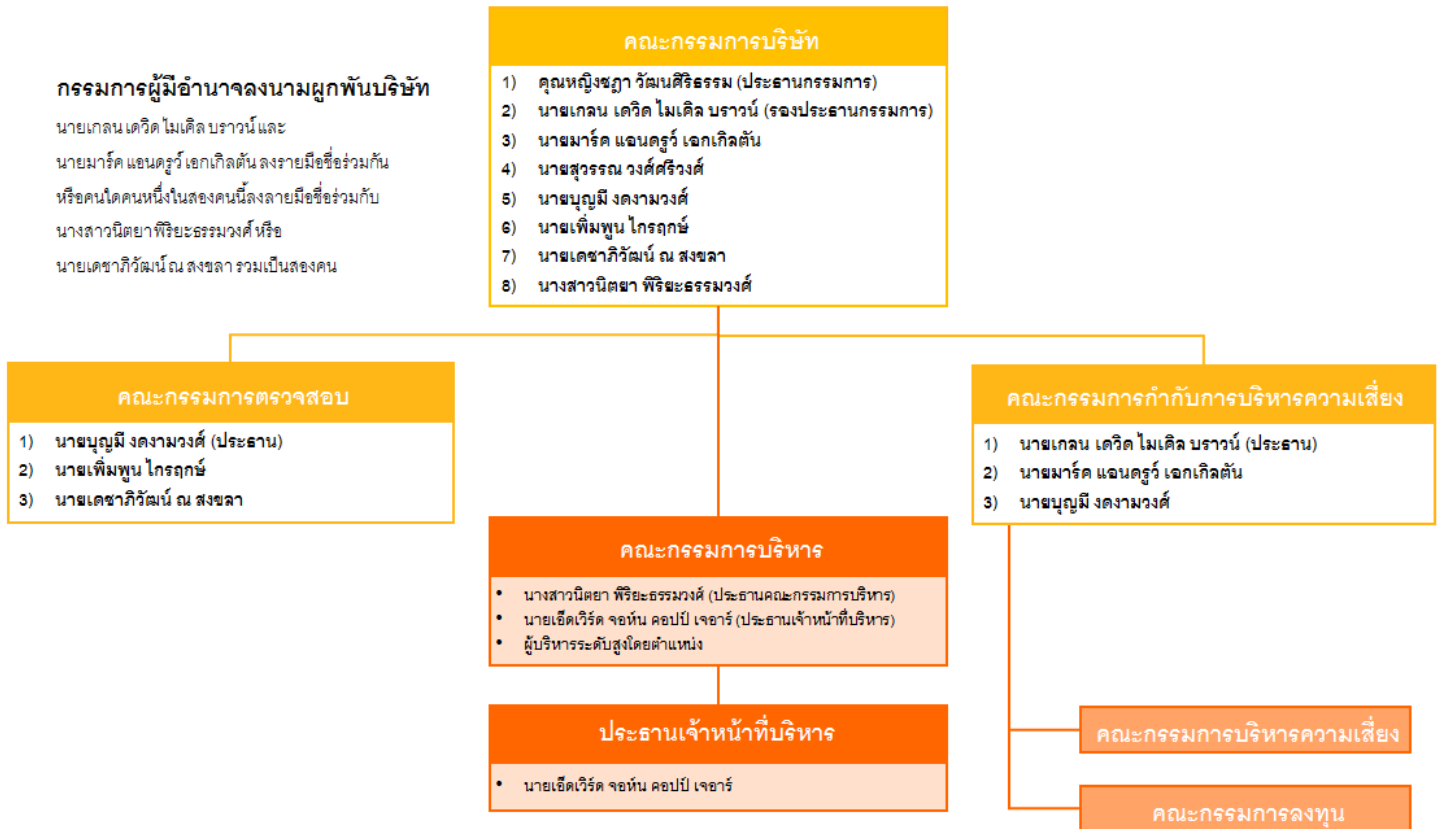 คณะกรรมการบริษัท
1) คุณหญิงชฎา วัฒนศิริธรรม (ประธานกรรมการ)
2) นายเกลน เดวิด ไมเคิล บราวน์ (รองประธานกรรมการ)
3) นายมาร์ค แอนดรูว์ เอกเกิลตัน
4) นายสุวรรณ วงศ์ศรีวงศ์
5) นายบุญมี งดงามวงศ์
6) นายเพิ่มพูน ไกรฤกษ์
7) นายเดชาภิวัฒน์ ณ สงขลา
8) นางสาวนิตยา พิริยะธรรมวงศ์
กรรมการผู้มีอำนาจลงนามผูกพันบริษัท
นายเกลน เดวิด ไมเคิล บราวน์ และ
นายมาร์ค แอนดรูว์ เอกเกิลตัน ลงรายมือชื่อร่วมกัน
หรือคนใดคนหนึ่งในสองคนนี้ลงลายมือชื่อร่วมกับ
นางสาวนิตยา พิริยะธรรมวงศ์ หรือ
นายเดชาภิวัฒน์ ณ สงขลา รวมเป็นสองคน
คณะกรรมการตรวจสอบ
1) นายบุญมี งดงามวงศ์ (ประธาน)
2) นายเพิ่มพูน ไกรฤกษ์
3) นายเดชาภิวัฒน์ ณ สงขลา
คณะกรรมการกำกับการบริหารความเสี่ยง
1) นายเกลน เดวิด ไมเคิล บราวน์ (ประธาน)
2) นายมาร์ค แอนดรูว์ เอกเกิลตัน
3) นายบุญมี งดงามวงศ์
คณะกรรมการบริหาร
• นางสาวนิตยา พิริยะธรรมวงศ์ (ประธานคณะกรรมการบริหาร)
• นายเอ็ดเวิร์ด จอห์น คอปป์ เจอาร์ (ประธานเจ้าหน้าที่บริหาร)
• ผู้บริหารระดับสูงโดยตำแหน่ง
ประธานเจ้าหน้าที่บริหาร
• นายเอ็ดเวิร์ด จอห์น คอปป์ เจอาร์
คณะกรรมการบริหารความเสี่ยง
คณะกรรมการลงทุน